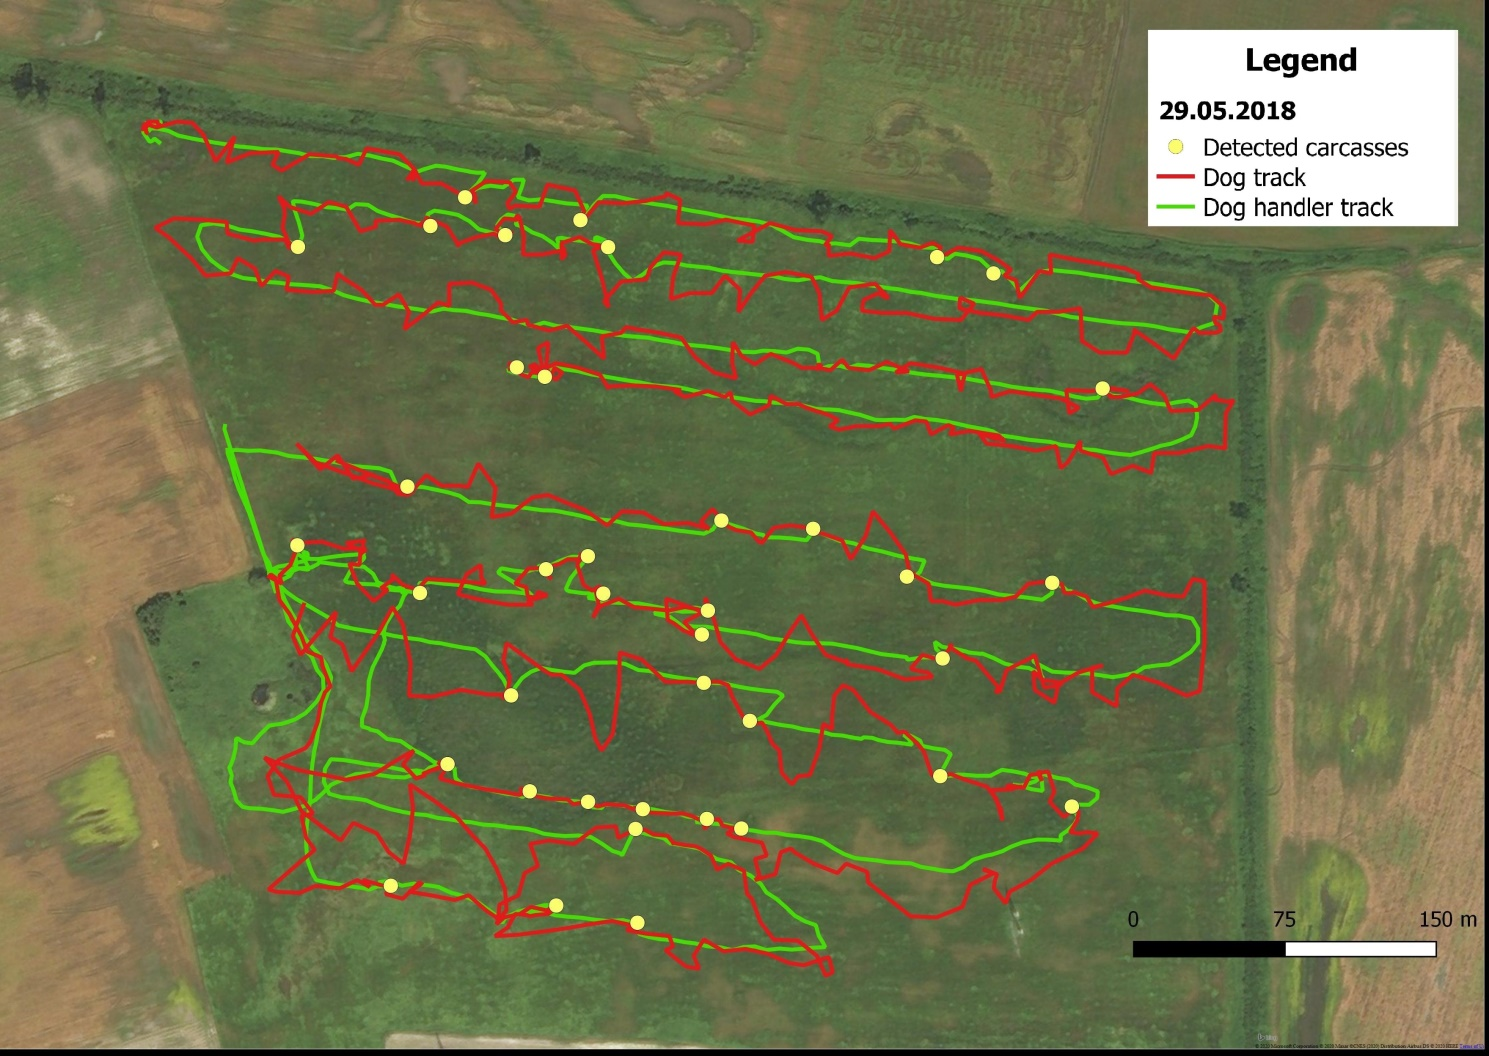 Legend
29.05.2018
Detected carcasses
Dog track
Dog handler track
0 75 150 m